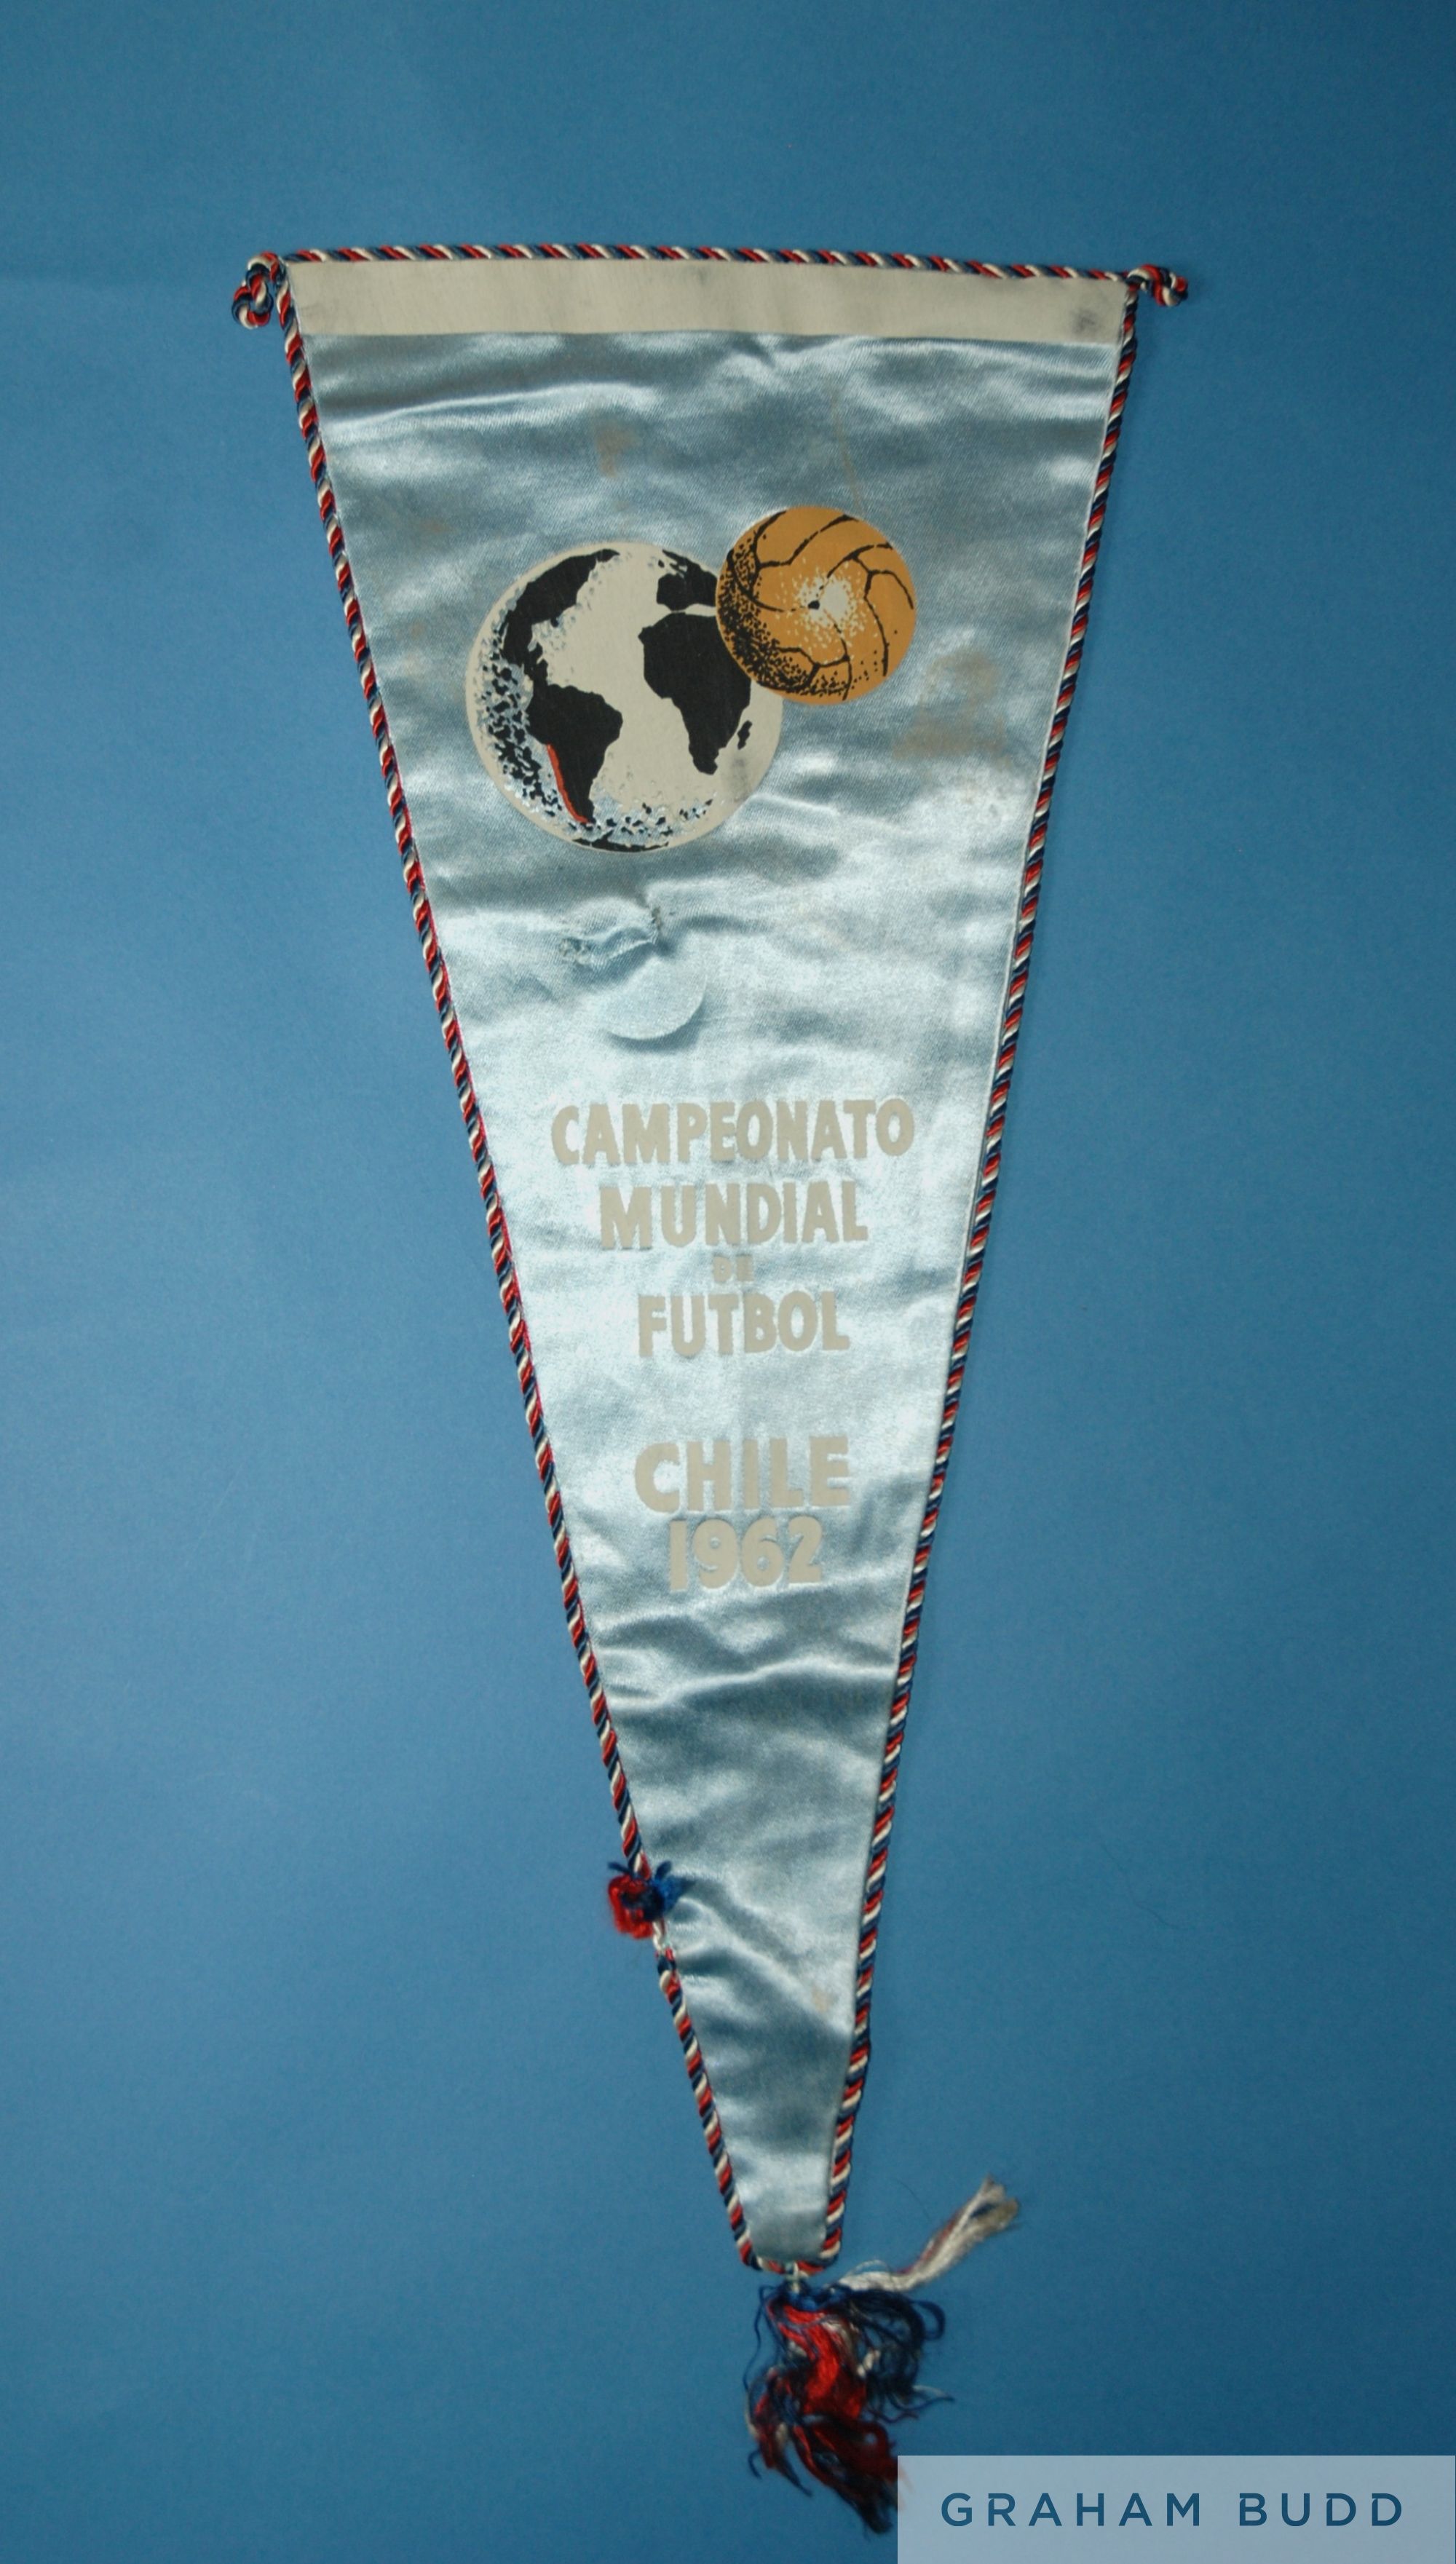 CAMPEONATO
MUNDIAL
DE
FUTBOL
CHILE
1962
GRAHAM BUDD